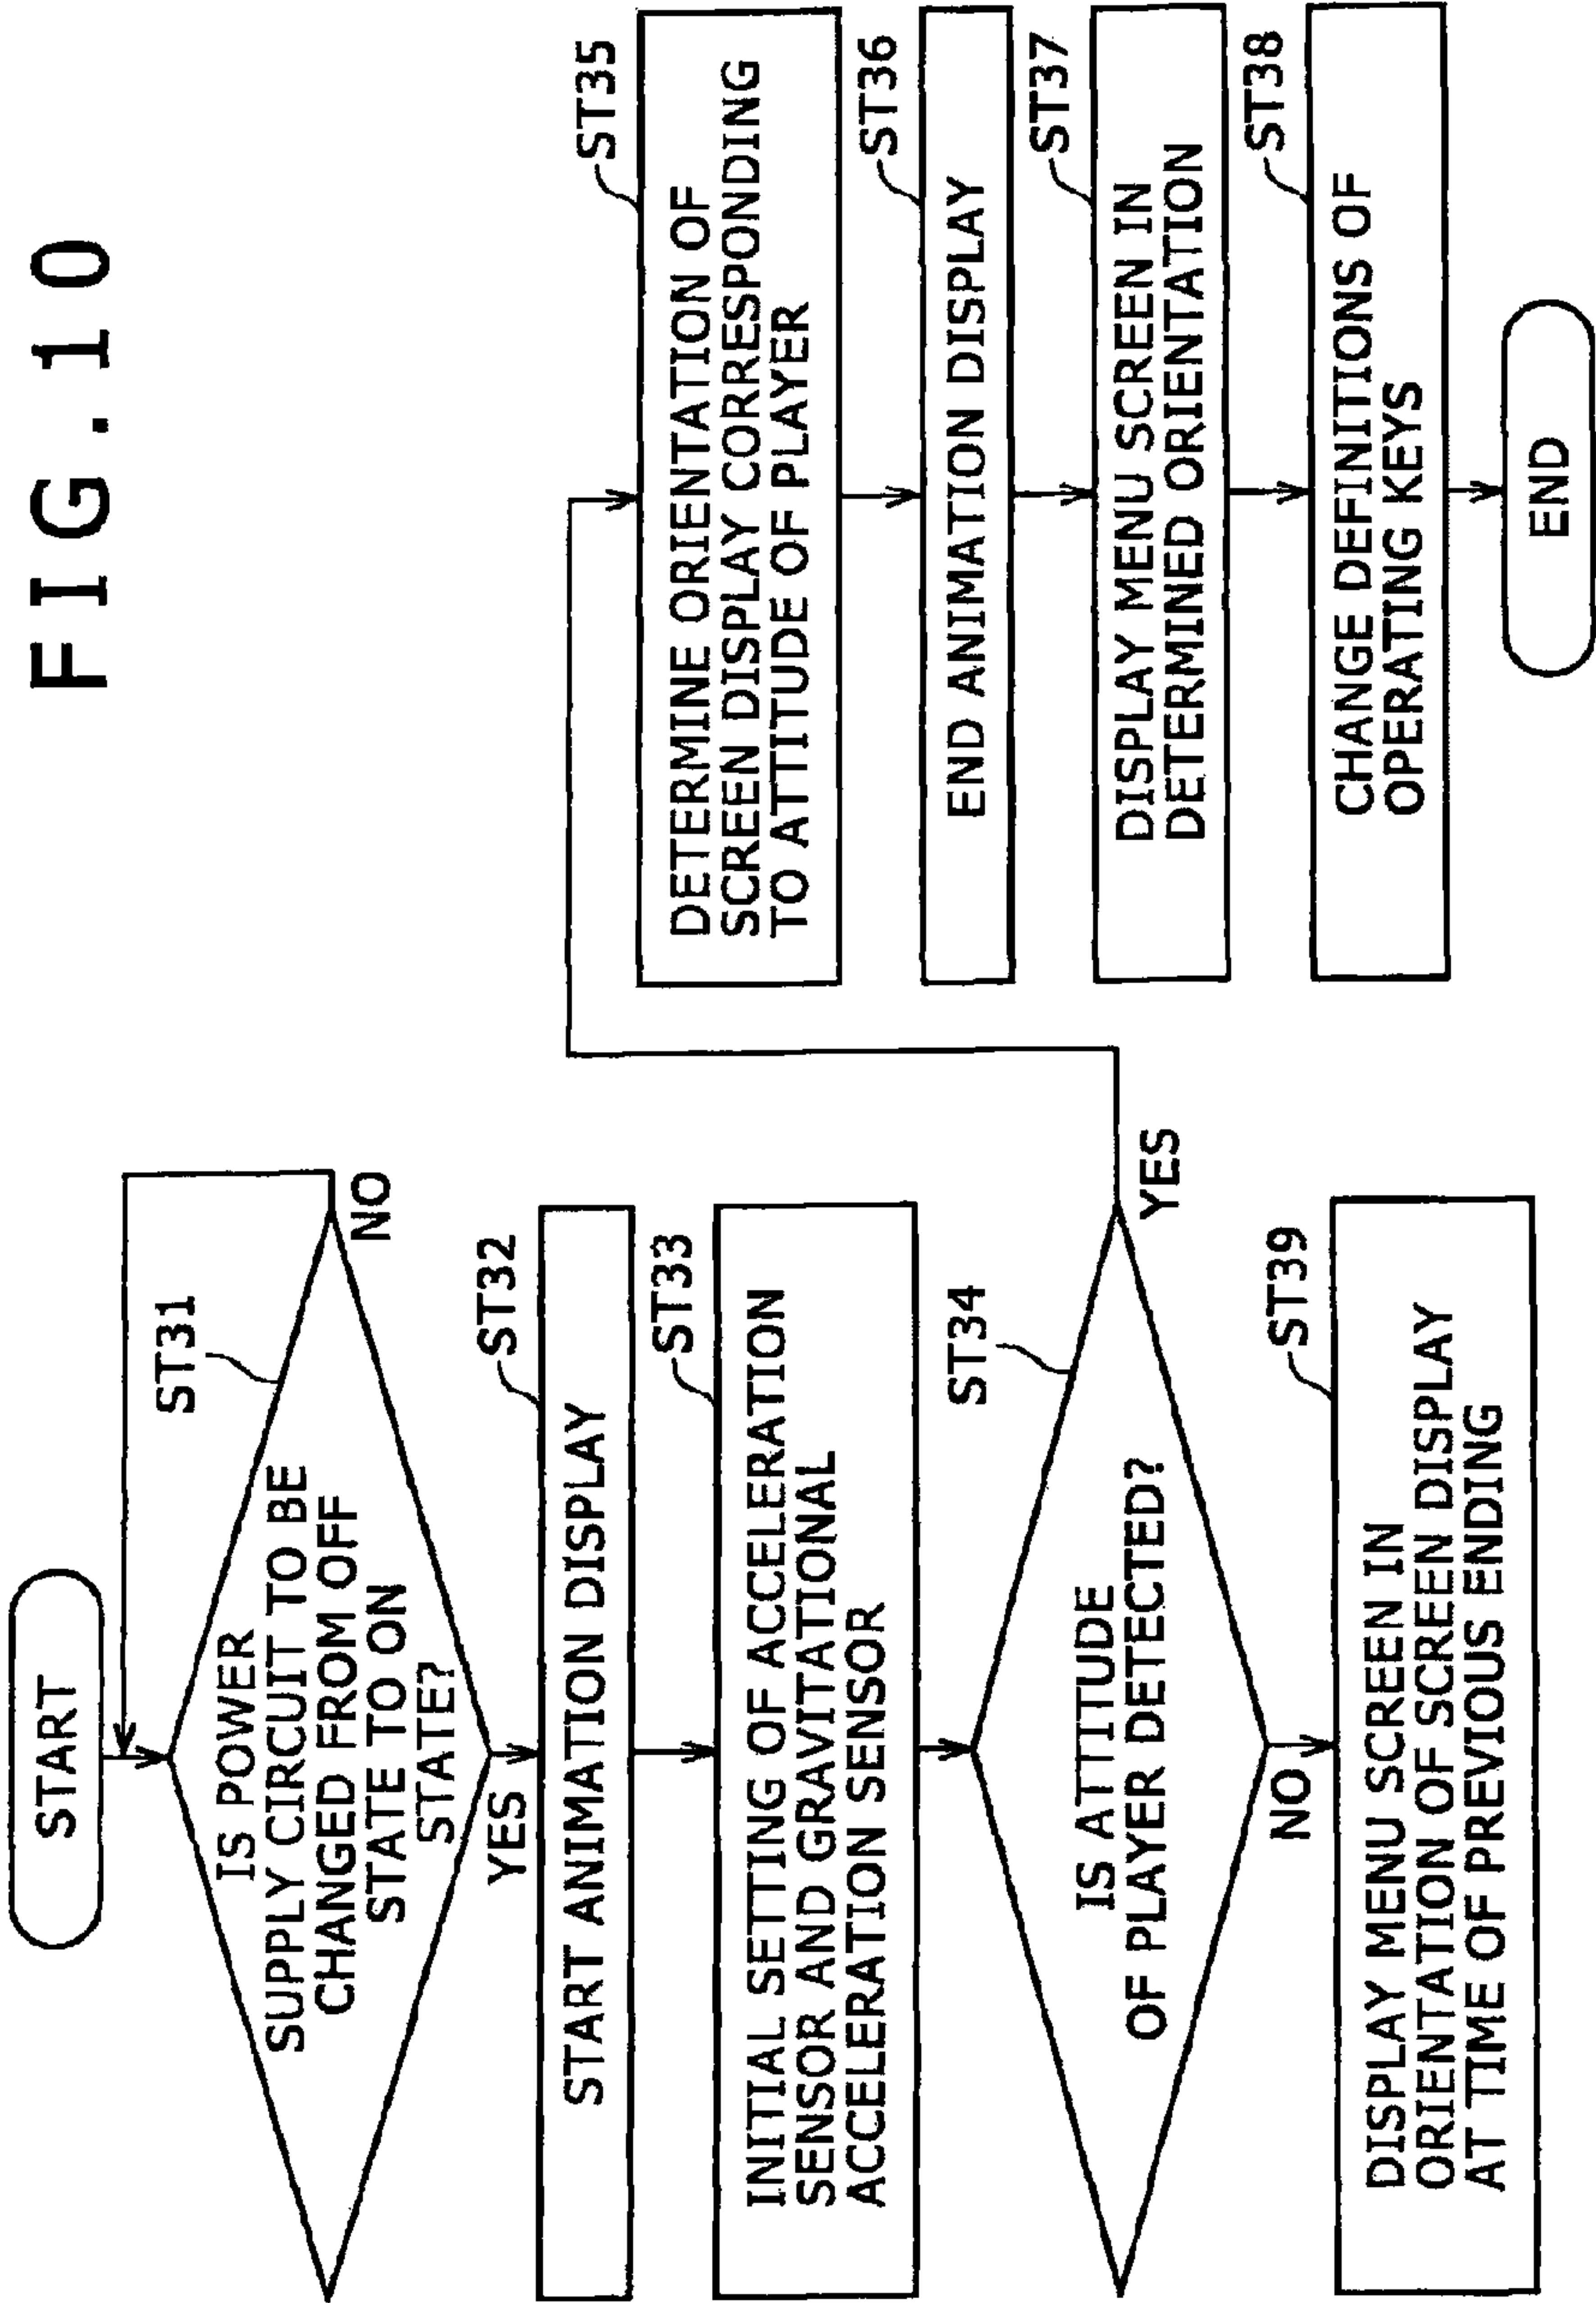 FIG.10
START
ST31
IS POWER
SUPPLY CIRCUIT TO BE
CHANGED FROM OFF
STATE TO ON
STATE?
NO
YES
ST32
START ANIMATION DISPLAY
ST33
INITIAL SETTING OF ACCELERATION
SENSOR AND GRAVITATIONAL
ACCELERATION SENSOR
ST34
IS ATTITUDE
OF PLAYER DETECTED?
YES
NO
ST39
DISPLAY MENU SCREEN IN
ORIENTATION OF SCREEN DISPLAY
AT TIME OF PREVIOUS ENDING
ST35
DETERMINE ORIENTATION OF
SCREEN DISPLAY CORRESPONDING
TO ATTITUDE OF PLAYER
ST36
END ANIMATION DISPLAY
ST37
DISPLAY MENU SCREEN IN
DETERMINED ORIENTATION
ST38
CHANGE DEFINITIONS OF
OPERATING KEYS
END